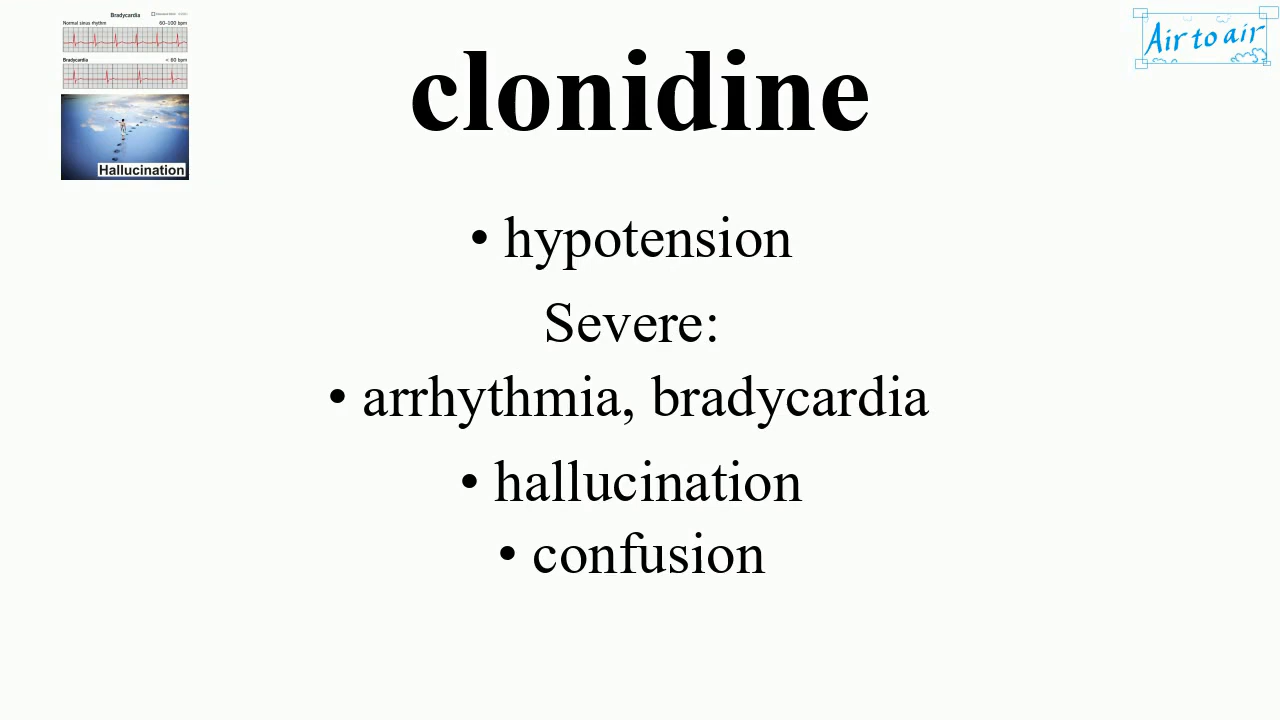 Bradycardia
Normal sinus rhythm 60-100 bpm
Bradycardia < 60 bpm
Hallucination
Air to air
clonidine
• hypotension
Severe:
• arrhythmia, bradycardia
• hallucination
• confusion